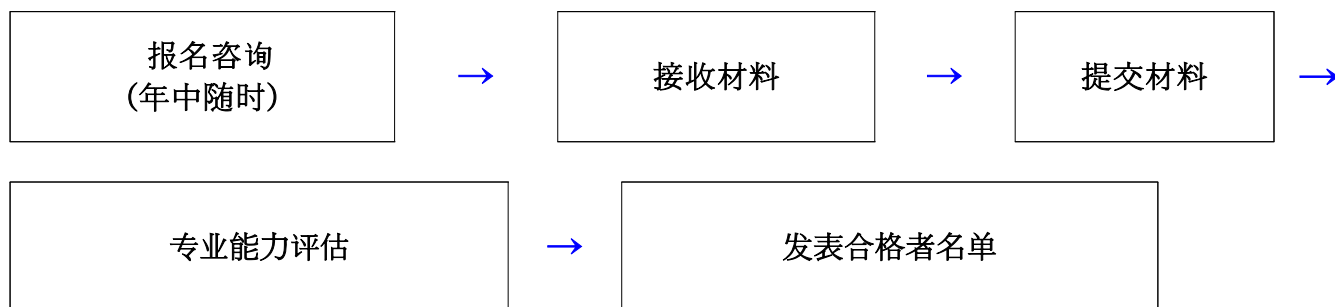 报名咨询
(年中随时)
→
接收材料
→
提交材料
→
专业能力评估
→
发表合格者名单